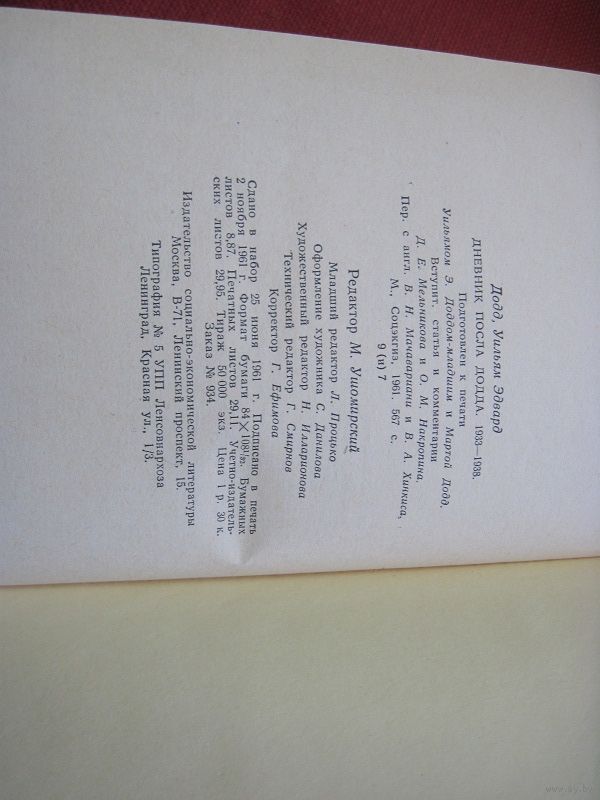 Додд Уильям Эдвард
ДНЕВНИК ПОСЛА ДОДДА. 1933—1938.
Подготовлен к печати
Уильямом Э. Доддом-младшим и Мартой Додд.
Вступит. статья и комментарии
Д. Е. Мельникова и О. М. Накропина.
Пер. с англ. В. Н. Мачавариани и В. А. Хинкиса,
М., Соцэкгиз, 1961. 567 с.,
9 (и) 7
Редактор М. Ушомирский
Младший редактор Л. Процько
Оформление художника С. Данилова
Художественный редактор Н. Илларионова
Технический редактор Г. Смирнов
Корректор Г. Ефимова
Сдано в набор 25 июня 1961 г. Подписано в печать
2 ноября 1961 г. Формат бумаги 84×108¹/₃₂. Бумажных
листов 8,87. Печатных листов 29,11. Учетно-издатель-
ских листов 29,95. Тираж 50 000 экз. Цена 1 р. 30 к.
Заказ № 934.
Издательство социально-экономической литературы
Москва, В-71, Ленинский проспект, 15.
Типография № 5 УПП Ленсовнархоза
Ленинград, Красная ул., 1/3.